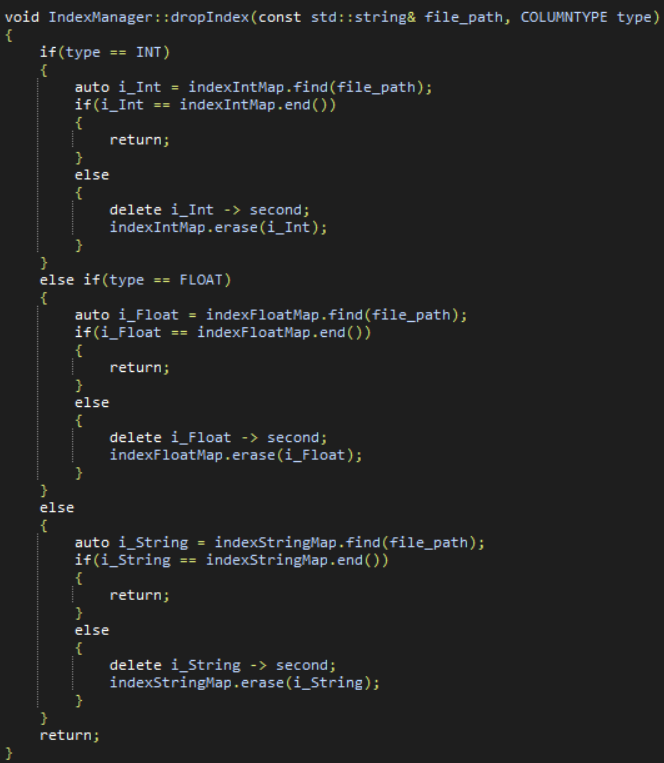 void IndexManager::dropIndex(const std::string& file_path, COLUMNTYPE type)
{
    if(type == INT)
    {
        auto i_Int = indexIntMap.find(file_path);
        if(i_Int == indexIntMap.end())
        {
            return;
        }
        else
        {
            delete i_Int -> second;
            indexIntMap.erase(i_Int);
        }
    }
    else if(type == FLOAT)
    {
        auto i_Float = indexFloatMap.find(file_path);
        if(i_Float == indexFloatMap.end())
        {
            return;
        }
        else
        {
            delete i_Float -> second;
            indexFloatMap.erase(i_Float);
        }
    }
    else
    {
        auto i_String = indexStringMap.find(file_path);
        if(i_String == indexStringMap.end())
        {
            return;
        }
        else
        {
            delete i_String -> second;
            indexStringMap.erase(i_String);
        }
    }
    return;
}